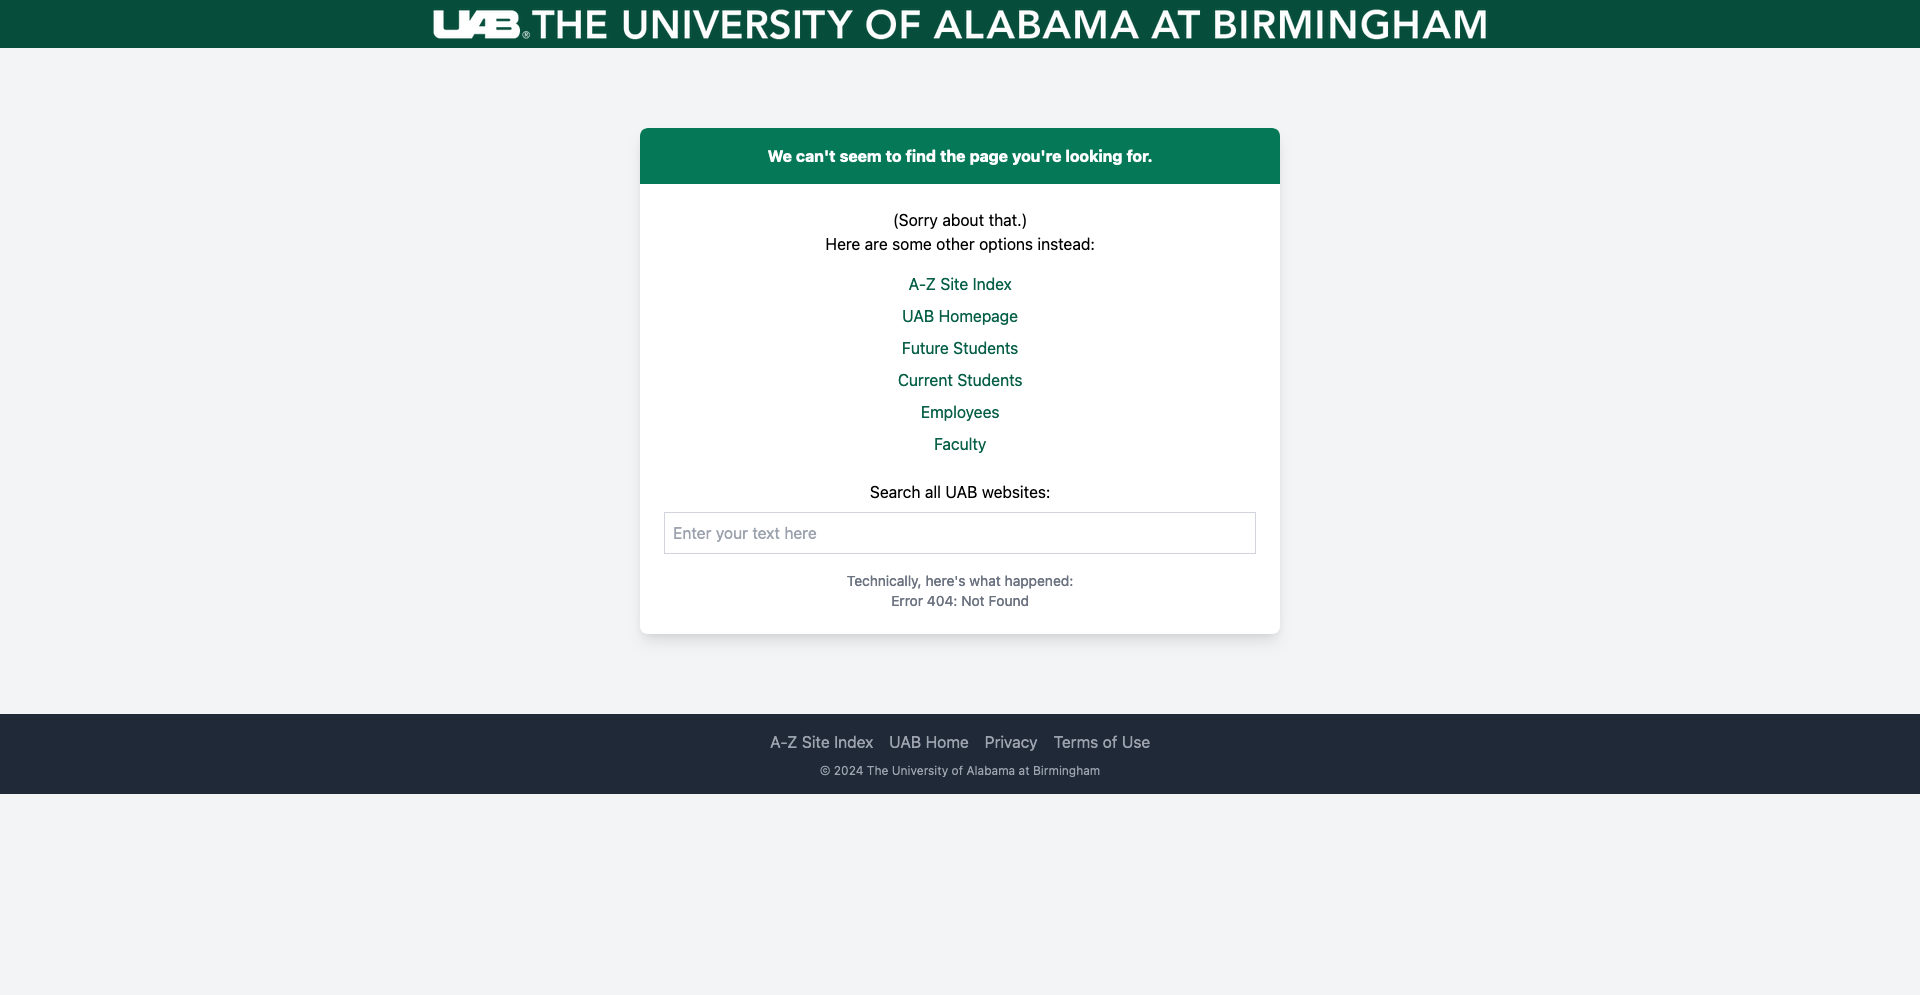 UAB® THE UNIVERSITY OF ALABAMA AT BIRMINGHAM
We can't seem to find the page you're looking for.
(Sorry about that.)
Here are some other options instead:
A-Z Site Index
UAB Homepage
Future Students
Current Students
Employees
Faculty
Search all UAB websites:
Enter your text here
Technically, here's what happened:
Error 404: Not Found
A-Z Site Index UAB Home Privacy Terms of Use
© 2024 The University of Alabama at Birmingham